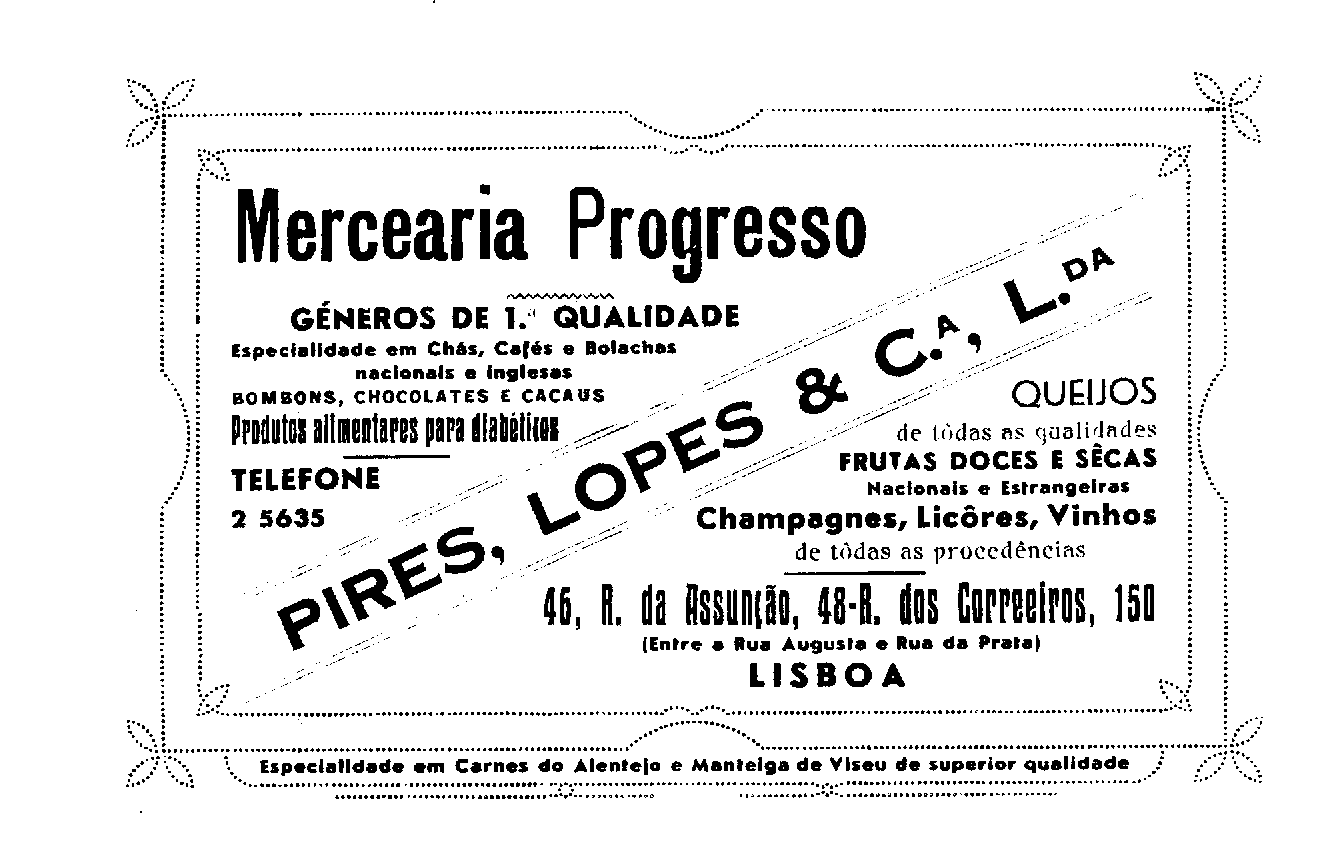 Mercearia Progresso
GÉNEROS DE 1.ª QUALIDADE
Especialidade em Chás, Cafés e Bolachas
nacionais e inglesas
BOMBONS, CHOCOLATES E CACAUS
Produtos alimentares para diabéticos
TELEFONE
2 5635
PIRES, LOPES & C.ª, L.DA
QUEIJOS
de tôdas as qualidades
FRUTAS DOCES E SÊCAS
Nacionais e Estrangeiras
Champagnes, Licôres, Vinhos
de tôdas as procedências
46, R. da Assunção, 48-R. dos Correeiros, 150
(Entre a Rua Augusta e Rua da Prata)
LISBOA
Especialidade em Carnes do Alentejo e Manteiga de Viseu de superior qualidade